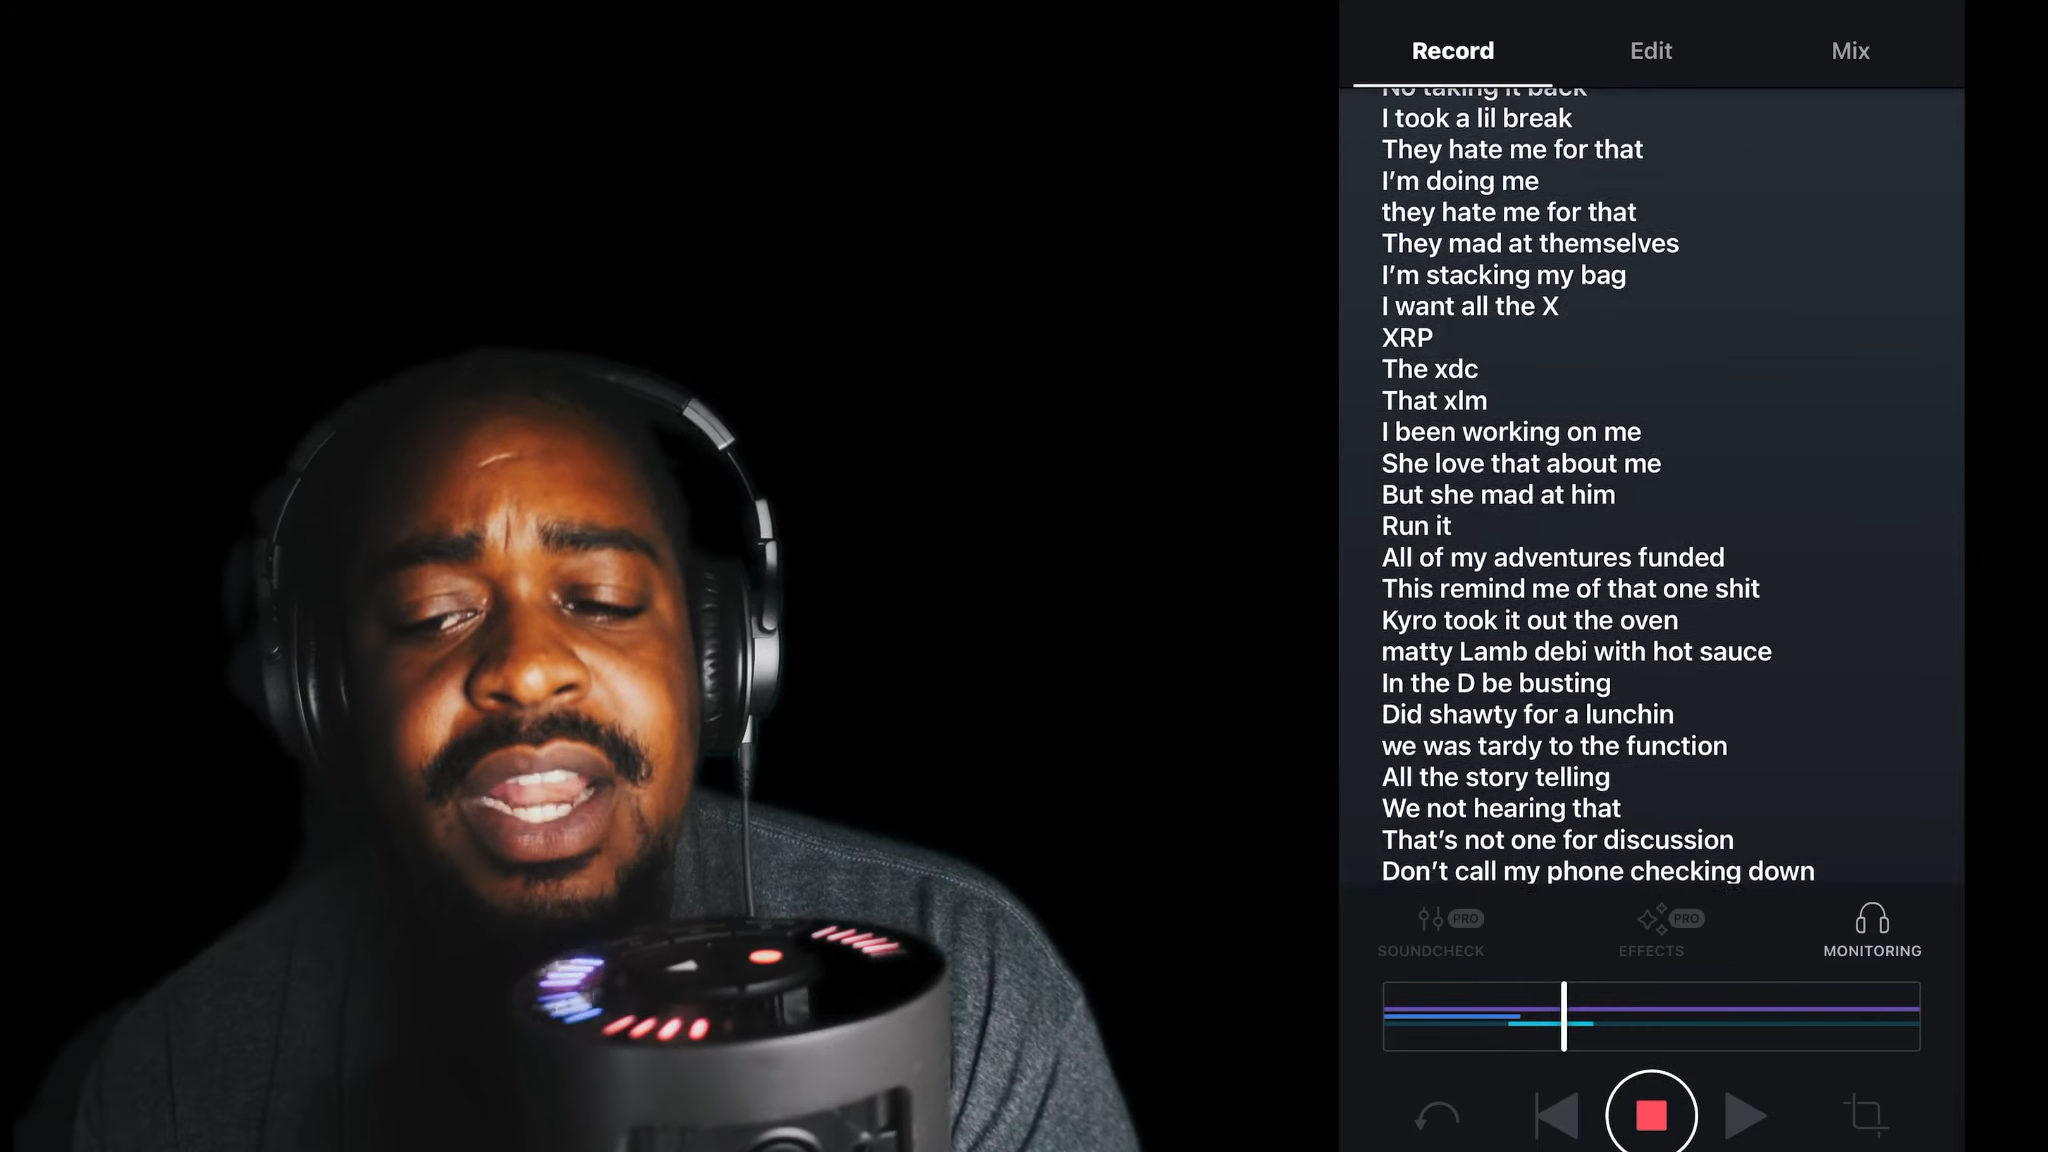 Record Edit Mix
No taking it back
I took a lil break
They hate me for that
I’m doing me
they hate me for that
They mad at themselves
I’m stacking my bag
I want all the X
XRP
The xdc
That xlm
I been working on me
She love that about me
But she mad at him
Run it
All of my adventures funded
This remind me of that one shit
Kyro took it out the oven
matty Lamb debi with hot sauce
In the D be busting
Did shawty for a lunchin
we was tardy to the function
All the story telling
We not hearing that
That’s not one for discussion
Don’t call my phone checking down
PRO PRO
SOUNDCHECK EFFECTS MONITORING